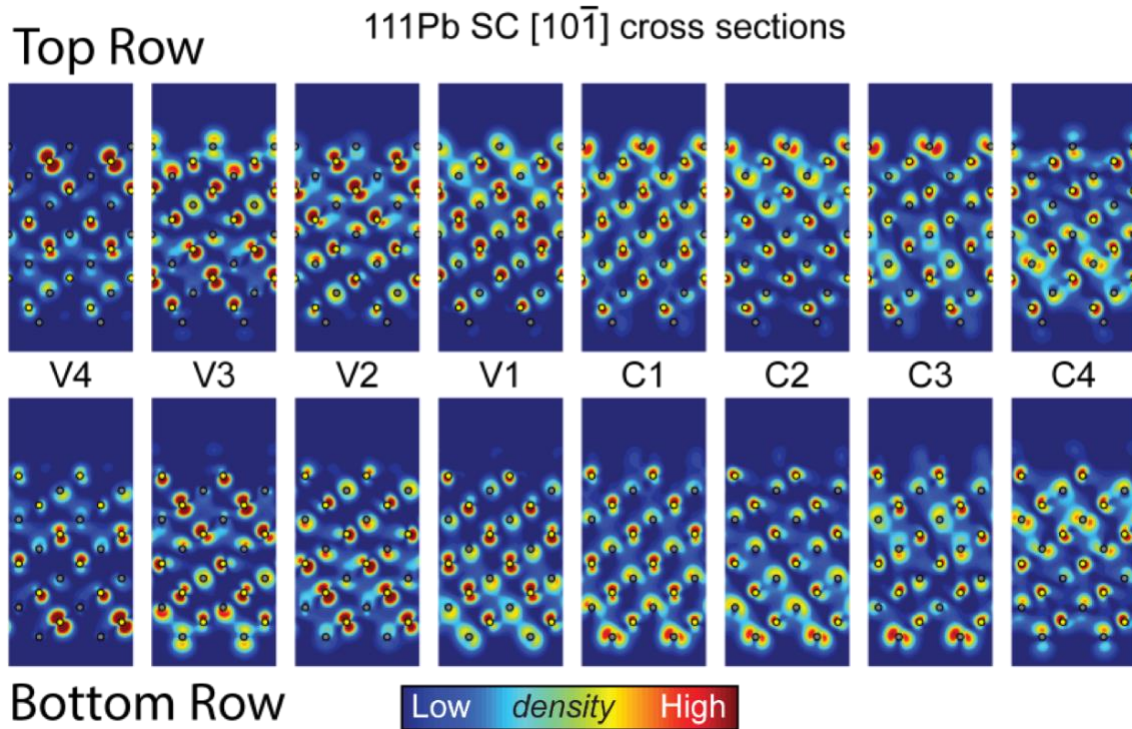 111Pb SC [101̅] cross sections
Top Row
V4 V3 V2 V1 C1 C2 C3 C4
Bottom Row
Low density High